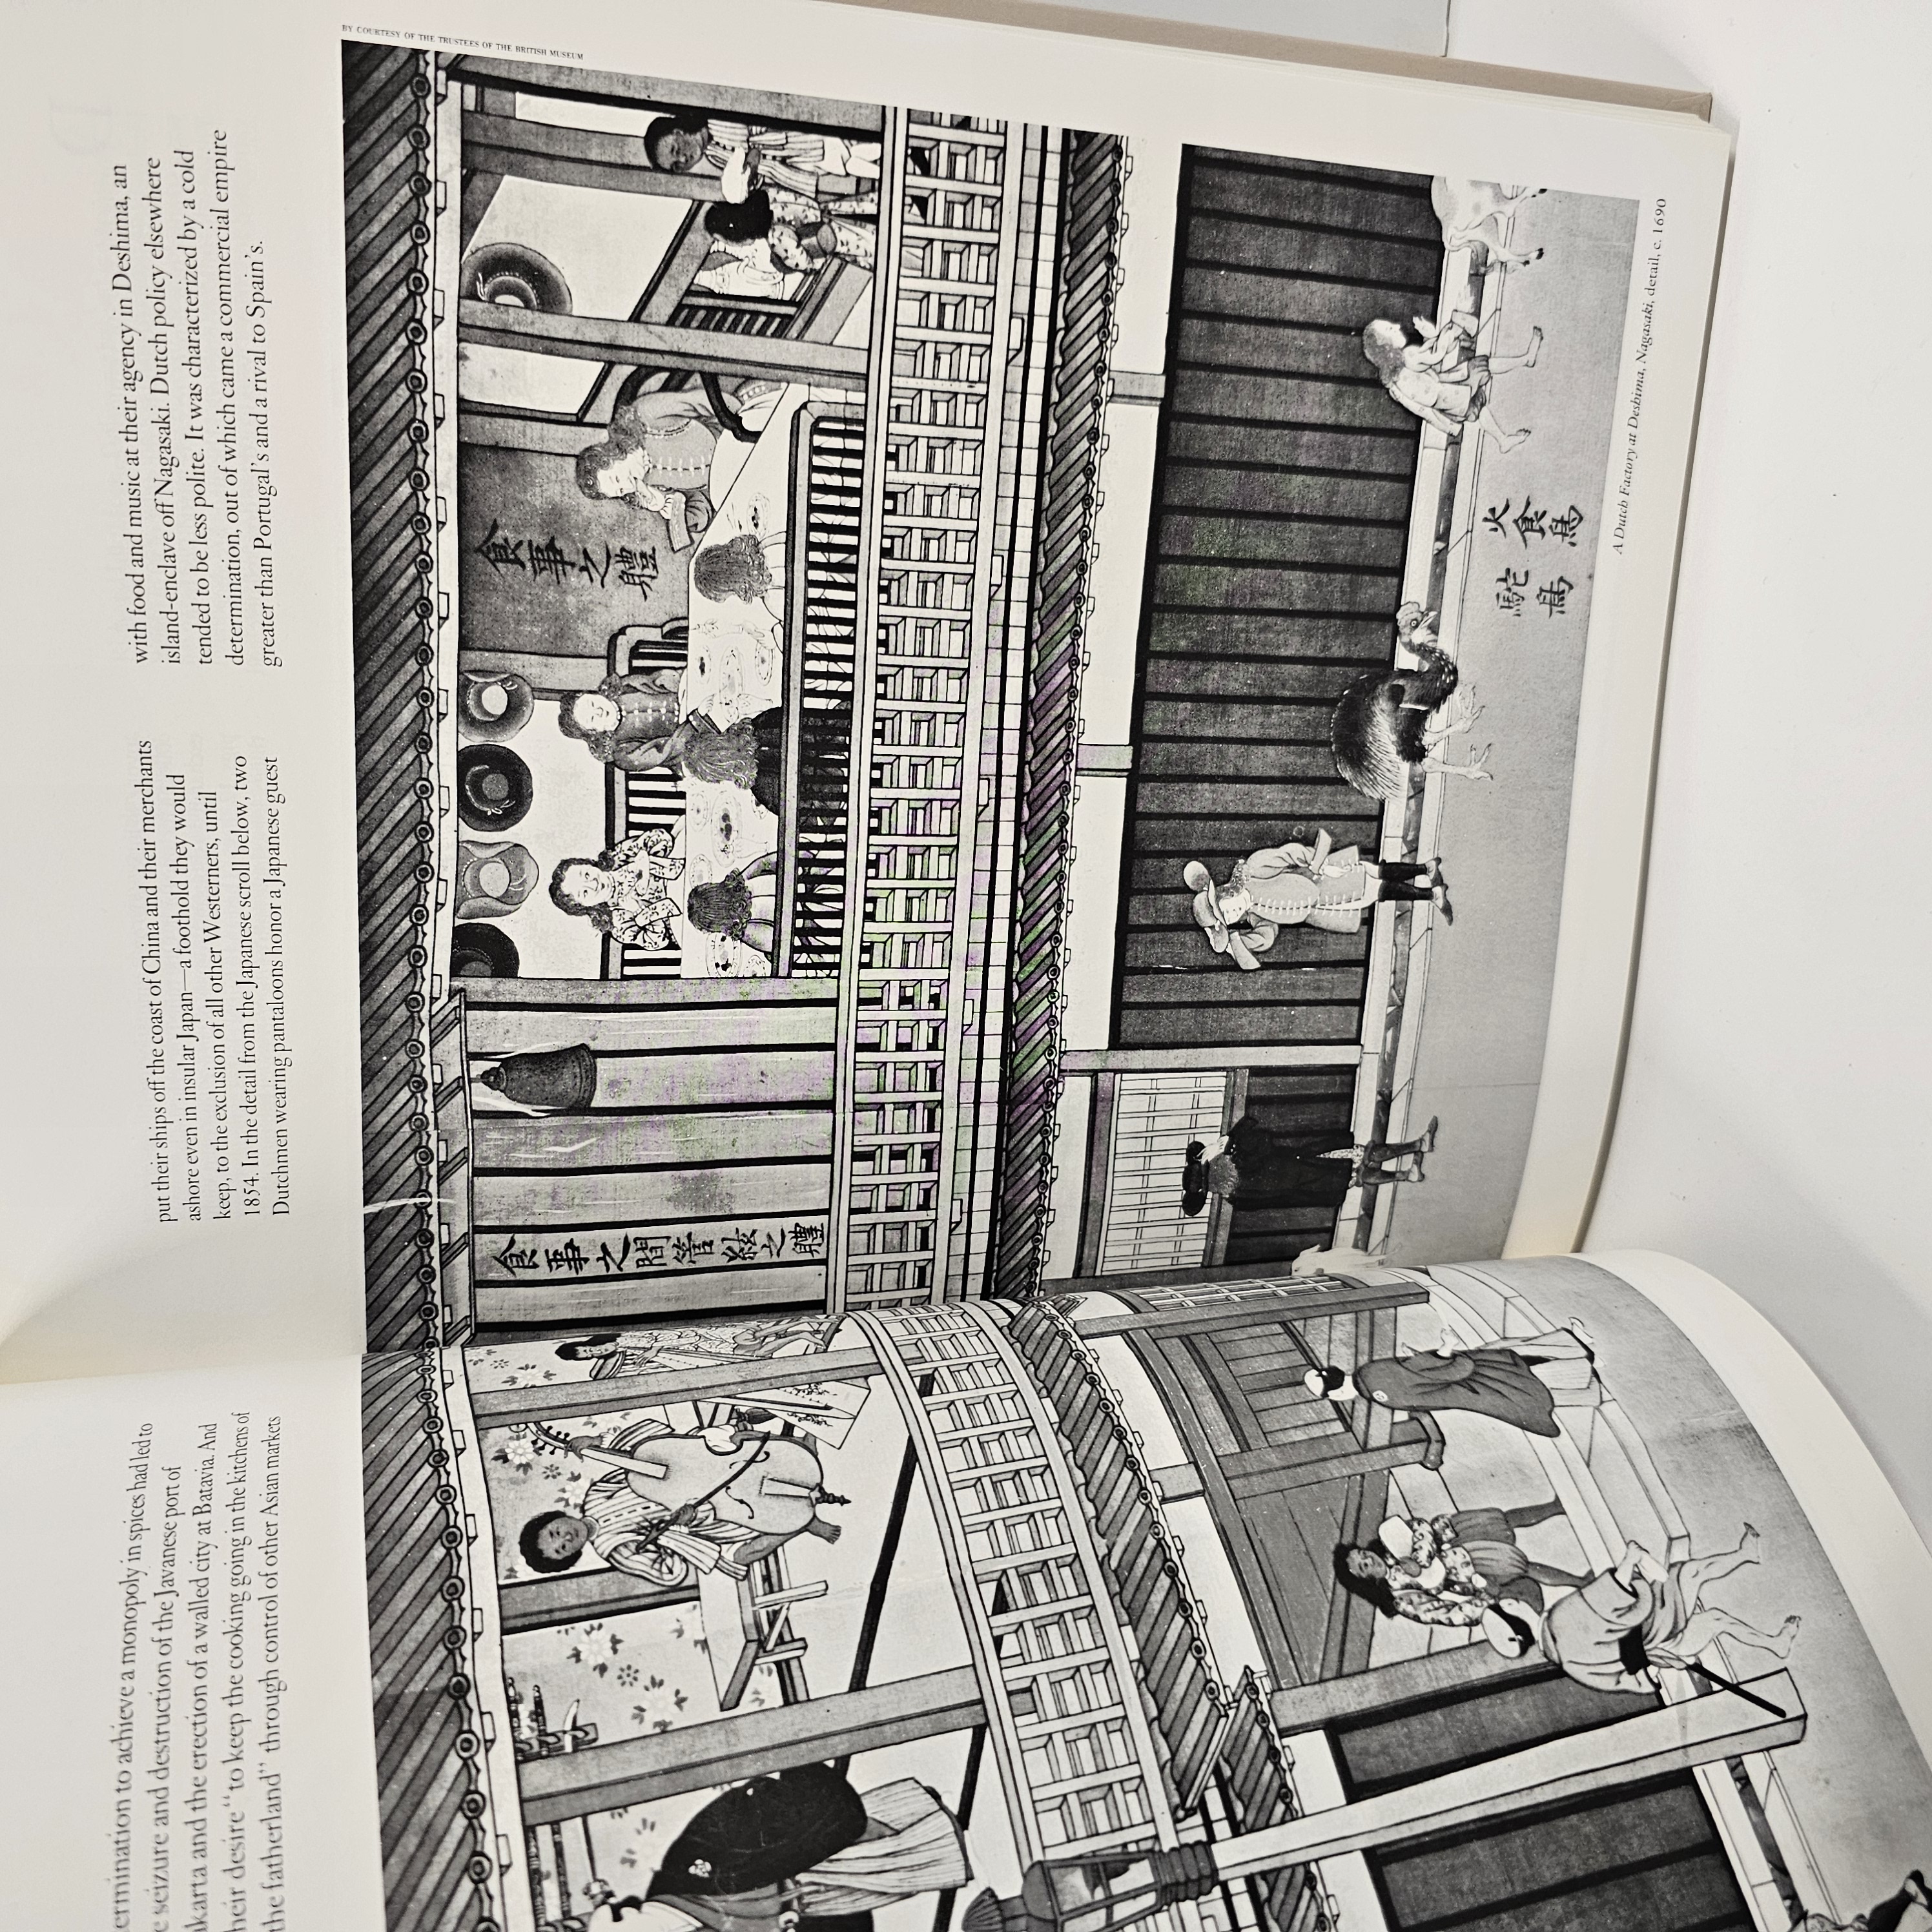 ermination to achieve a monopoly in spices had led to
seizure and destruction of the Javanese port of
karta and the erection of a walled city at Batavia. And
heir desire "to keep the cooking going in the kitchens of
the fatherland" through control of other Asian markets
put their ships off the coast of China and their merchants
ashore even in insular Japan—a foothold they would
keep, to the exclusion of all other Westerners, until
1854. In the detail from the Japanese scroll below, two
Dutchmen wearing pantaloons honor a Japanese guest
with food and music at their agency in Deshima, an
island-enclave off Nagasaki. Dutch policy elsewhere
tended to be less polite. It was characterized by a cold
determination, out of which came a commercial empire
greater than Portugal's and a rival to Spain's.
BY COURTESY OF THE TRUSTEES OF THE BRITISH MUSEUM
食事之間管絃之軆
食事之軆
火食鳥
駝鳥
A Dutch Factory at Deshima, Nagasaki, detail, c. 1690